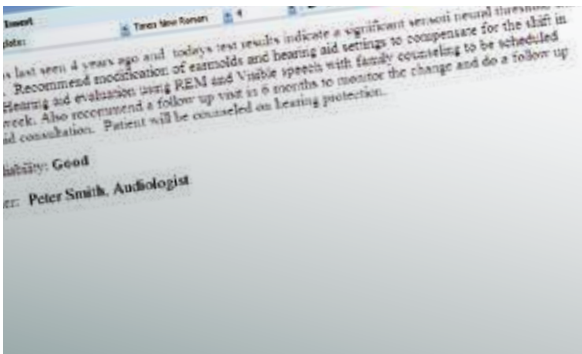 Insert
Times New Roman 9
s last seen 4 years ago and todays test results indicate a significant sensori neural threshold
. Recommend modification of earmolds and hearing aid settings to compensate for the shift in
Hearing aid evaluation using REM and Visible speech with family counseling to be scheduled
week. Also recommend a follow up visit in 6 months to monitor the change and do a follow up
id consultation. Patient will be counseled on hearing protection.
iability: Good
er: Peter Smith, Audiologist